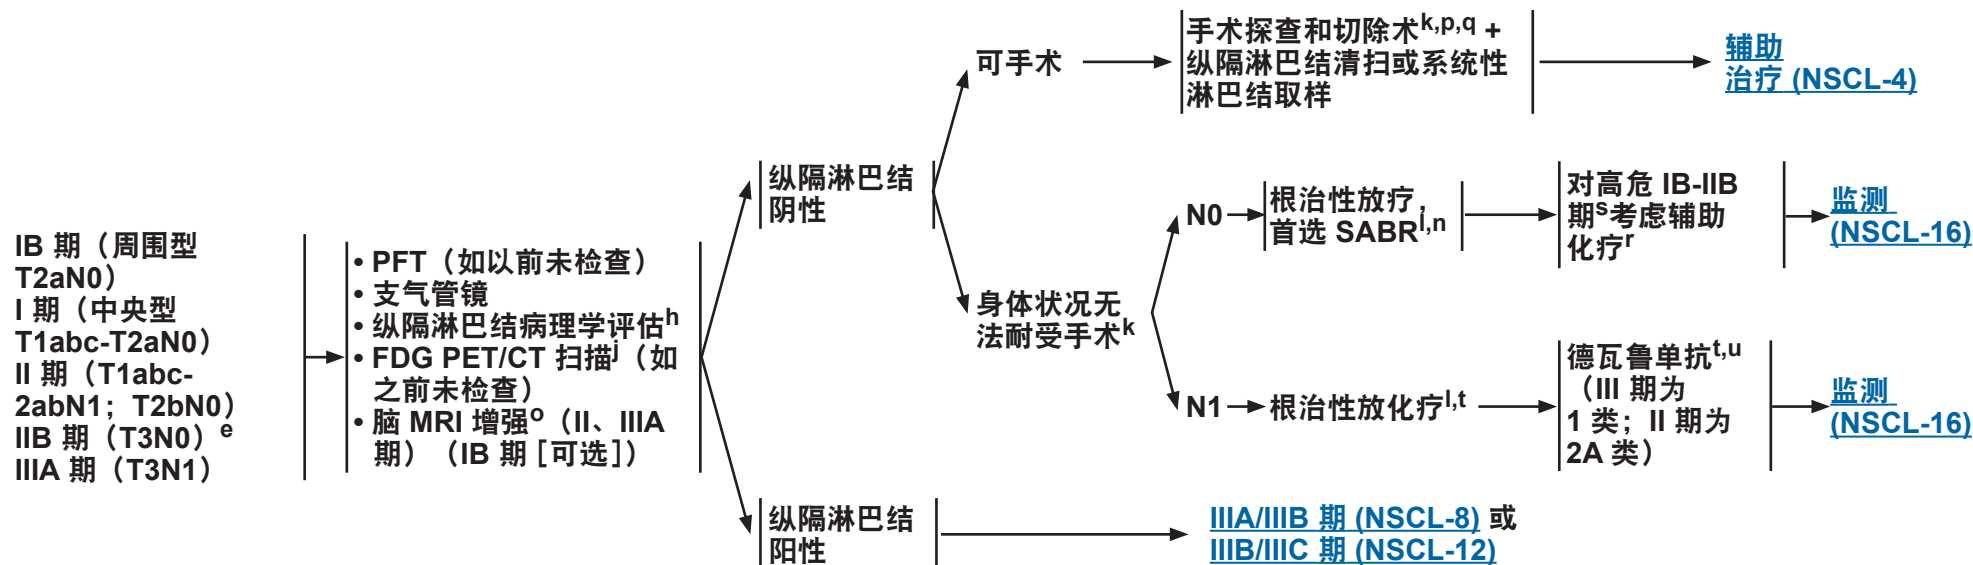 IB 期（周围型
T2aN0）
I 期（中央型
T1abc-T2aN0）
II 期（T1abc-
2abN1；T2bN0）
IIB 期（T3N0）e
IIIA 期（T3N1）
• PFT（如以前未检查）
• 支气管镜
• 纵隔淋巴结病理学评估h
• FDG PET/CT 扫描j（如
之前未检查）
• 脑 MRI 增强o（II、IIIA
期）（IB 期 [可选]）
纵隔淋巴结
阴性
可手术
手术探查和切除术k,p,q +
纵隔淋巴结清扫或系统性
淋巴结取样
辅助
治疗 (NSCL-4)
身体状况无
法耐受手术k
N0
根治性放疗，
首选 SABRl,n
对高危 IB-IIB
期s考虑辅助
化疗r
监测
(NSCL-16)
N1
根治性放化疗l,t
德瓦鲁单抗t,u
（III 期为
1 类；II 期为
2A 类）
监测
(NSCL-16)
纵隔淋巴结
阳性
IIIA/IIIB 期 (NSCL-8) 或
IIIB/IIIC 期 (NSCL-12)